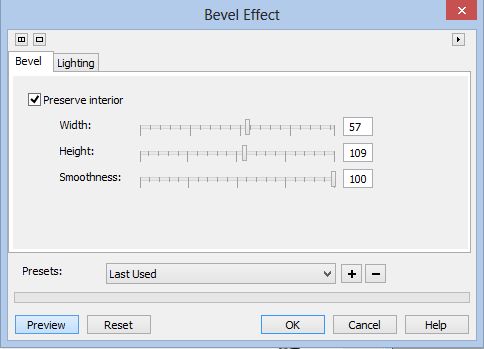 Bevel Effect
Bevel Lighting
Preserve interior
Width: 57
Height: 109
Smoothness: 100
Presets: Last Used
Preview Reset OK Cancel Help